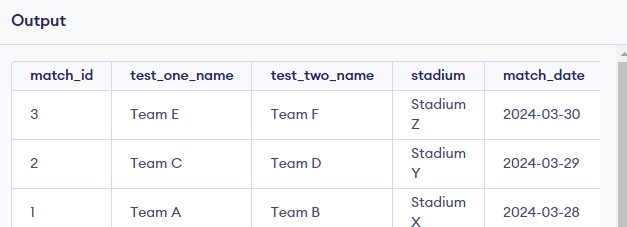 Output
match_id test_one_name test_two_name stadium match_date
3 Team E Team F Stadium Z 2024-03-30
2 Team C Team D Stadium Y 2024-03-29
1 Team A Team B Stadium X 2024-03-28